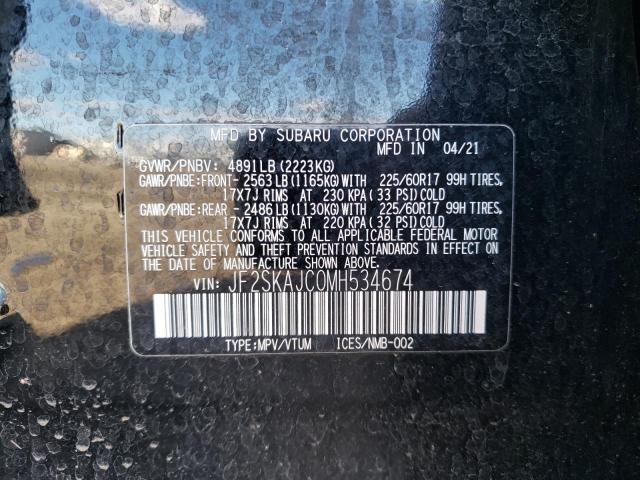 MFD BY SUBARU CORPORATION
MFD IN 04/21
GVWR/PNBV: 4891LB(2223KG)
GAWR/PNBE:FRONT- 2563LB(1165KG)WITH 225/60R17 99H TIRES,
17X7J RIMS AT 230 KPA( 33 PSI)COLD
GAWR/PNBE:REAR - 2486LB(1130KG)WITH 225/60R17 99H TIRES,
17X7J RIMS AT 220 KPA( 32 PSI)COLD
THIS VEHICLE CONFORMS TO ALL APPLICABLE FEDERAL MOTOR
VEHICLE SAFETY AND THEFT PREVENTION STANDARDS IN EFFECT
ON THE DATE OF MANUFACTURE SHOWN ABOVE.
VIN: JF2SKAJC0MH534674
TYPE:MPV/VTUM ICES/NMB-002